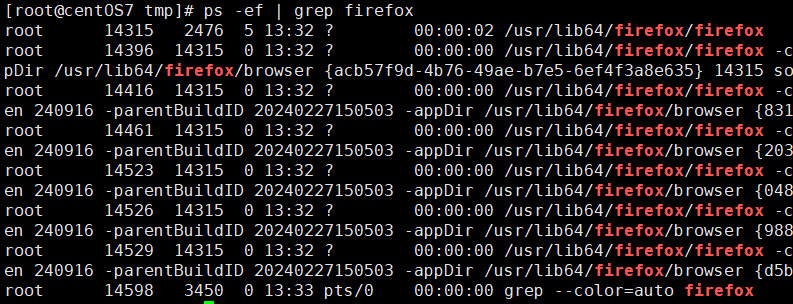 [root@centOS7 tmp]# ps -ef | grep firefox
root 14315 2476 5 13:32 ? 00:00:02 /usr/lib64/firefox/firefox
root 14396 14315 0 13:32 ? 00:00:00 /usr/lib64/firefox/firefox -c
pDir /usr/lib64/firefox/browser {acb57f9d-4b76-49ae-b7e5-6ef4f3a8e635} 14315 so
root 14416 14315 0 13:32 ? 00:00:00 /usr/lib64/firefox/firefox -c
en 240916 -parentBuildID 20240227150503 -appDir /usr/lib64/firefox/browser {831
root 14461 14315 0 13:32 ? 00:00:00 /usr/lib64/firefox/firefox -c
en 240916 -parentBuildID 20240227150503 -appDir /usr/lib64/firefox/browser {203
root 14523 14315 0 13:32 ? 00:00:00 /usr/lib64/firefox/firefox -c
en 240916 -parentBuildID 20240227150503 -appDir /usr/lib64/firefox/browser {048
root 14526 14315 0 13:32 ? 00:00:00 /usr/lib64/firefox/firefox -c
en 240916 -parentBuildID 20240227150503 -appDir /usr/lib64/firefox/browser {988
root 14529 14315 0 13:32 ? 00:00:00 /usr/lib64/firefox/firefox -c
en 240916 -parentBuildID 20240227150503 -appDir /usr/lib64/firefox/browser {d5b
root 14598 3450 0 13:33 pts/0 00:00:00 grep --color=auto firefox